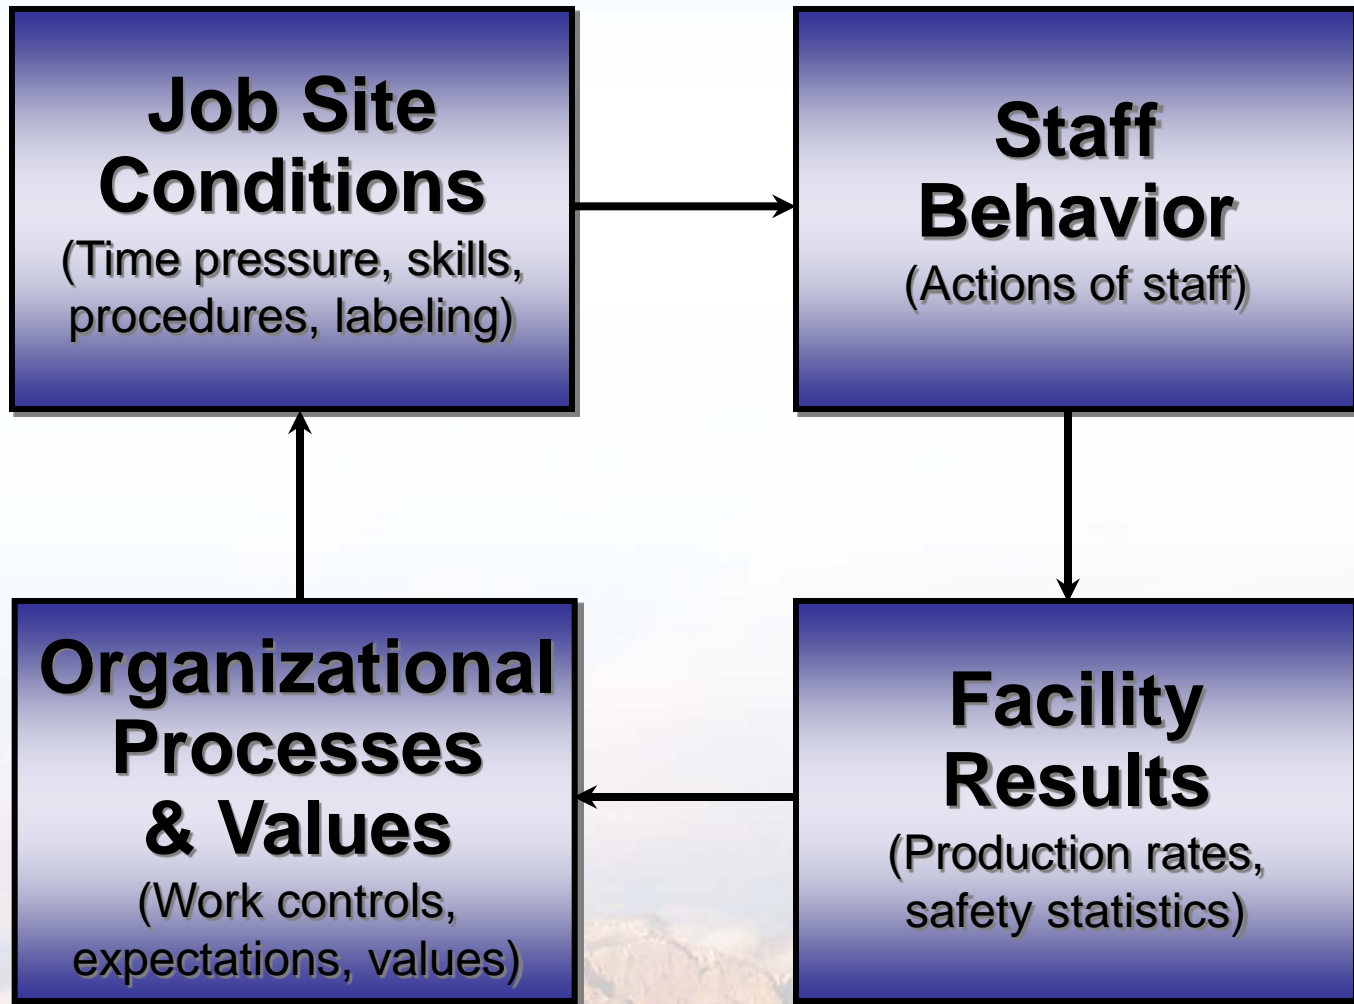 Job Site
Conditions
(Time pressure, skills,
procedures, labeling)
Staff
Behavior
(Actions of staff)
Organizational
Processes
& Values
(Work controls,
expectations, values)
Facility
Results
(Production rates,
safety statistics)